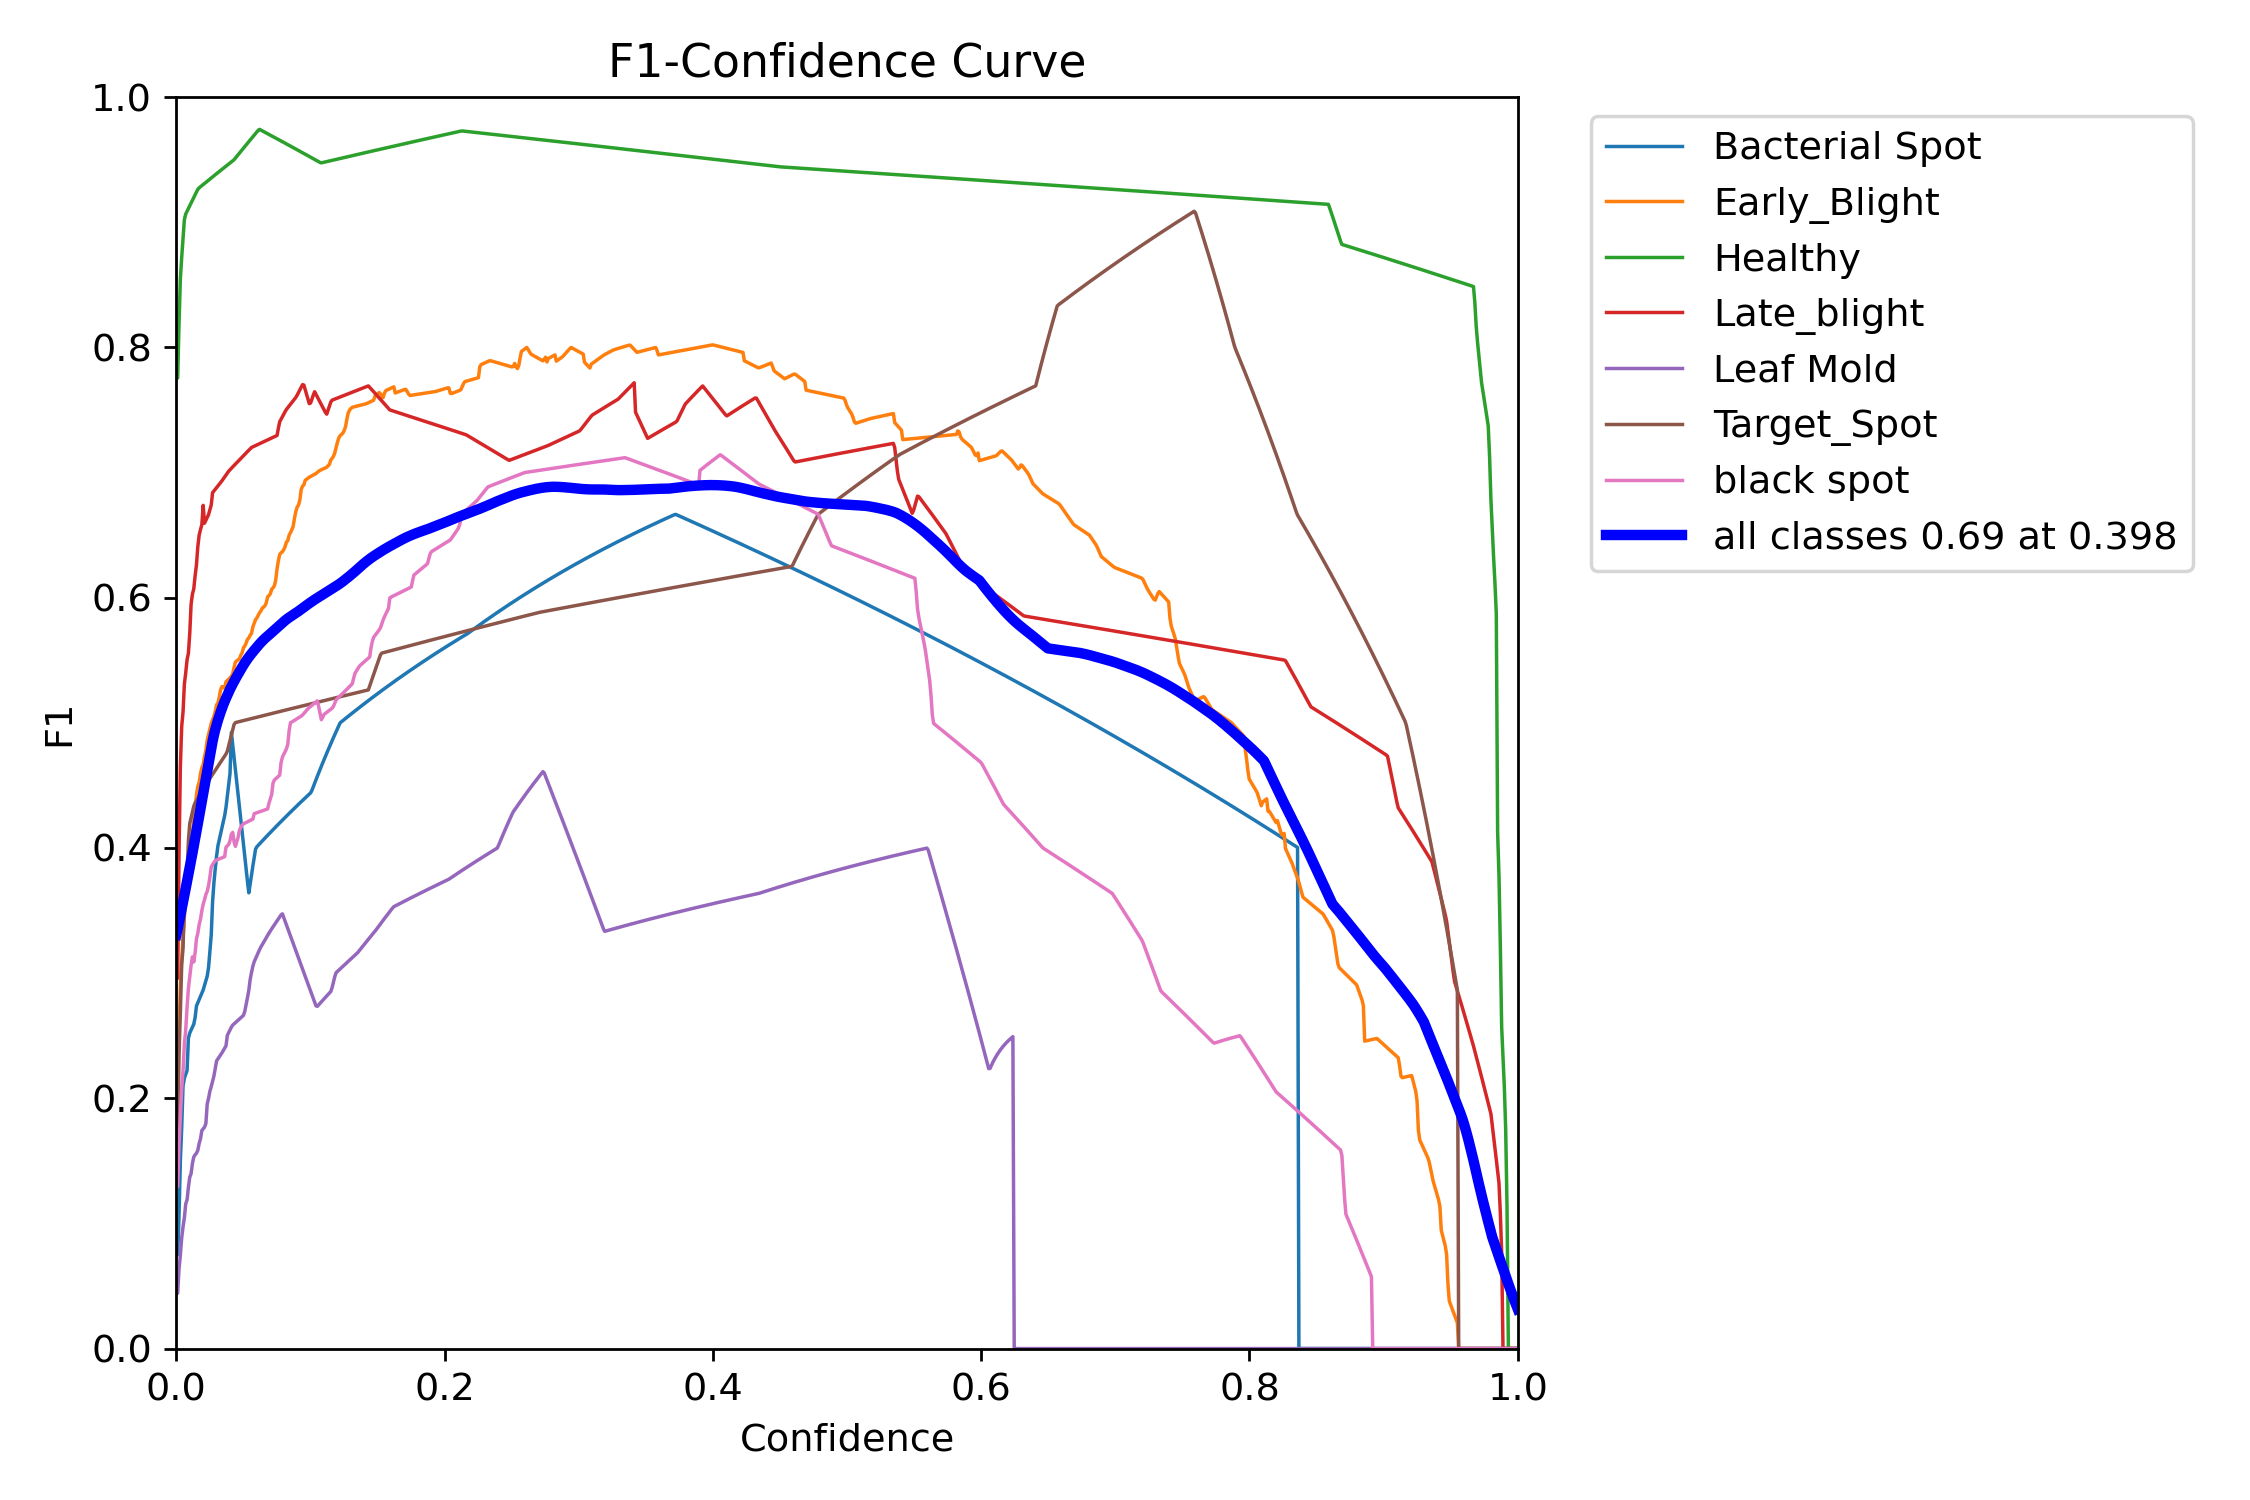 F1-Confidence Curve
1.0
0.8
0.6
0.4
0.2
0.0
F1
0.0 0.2 0.4 0.6 0.8 1.0
Confidence
Bacterial Spot
Early_Blight
Healthy
Late_blight
Leaf Mold
Target_Spot
black spot
all classes 0.69 at 0.398